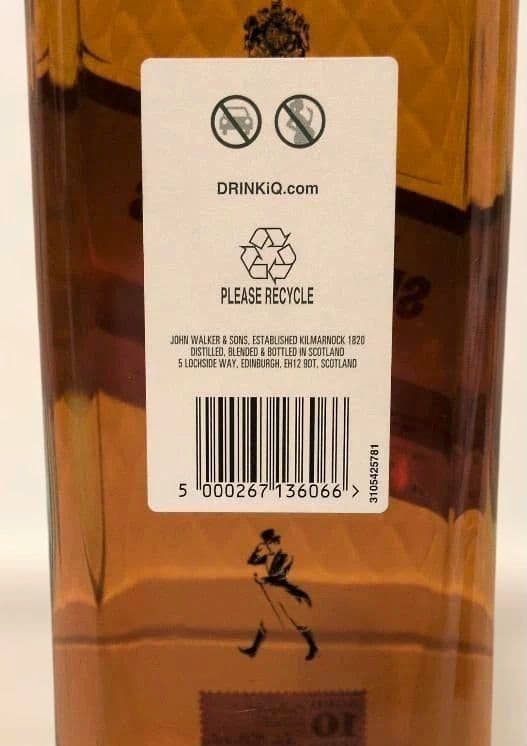 DRINKiQ.com
PLEASE RECYCLE
JOHN WALKER & SONS, ESTABLISHED KILMARNOCK 1820
DISTILLED, BLENDED & BOTTLED IN SCOTLAND
5 LOCHSIDE WAY, EDINBURGH, EH12 9DT, SCOTLAND
5 000267 136066 >
3105425781
10